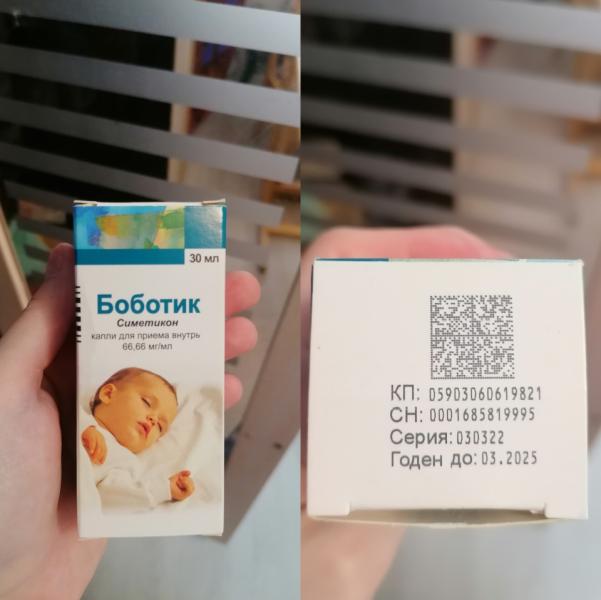 30 мл
Боботик
Симетикон
капли для приема внутрь
66,66 мг/мл
КП: 05903060619821
СН: 0001685819995
Серия: 030322
Годен до: 03.2025